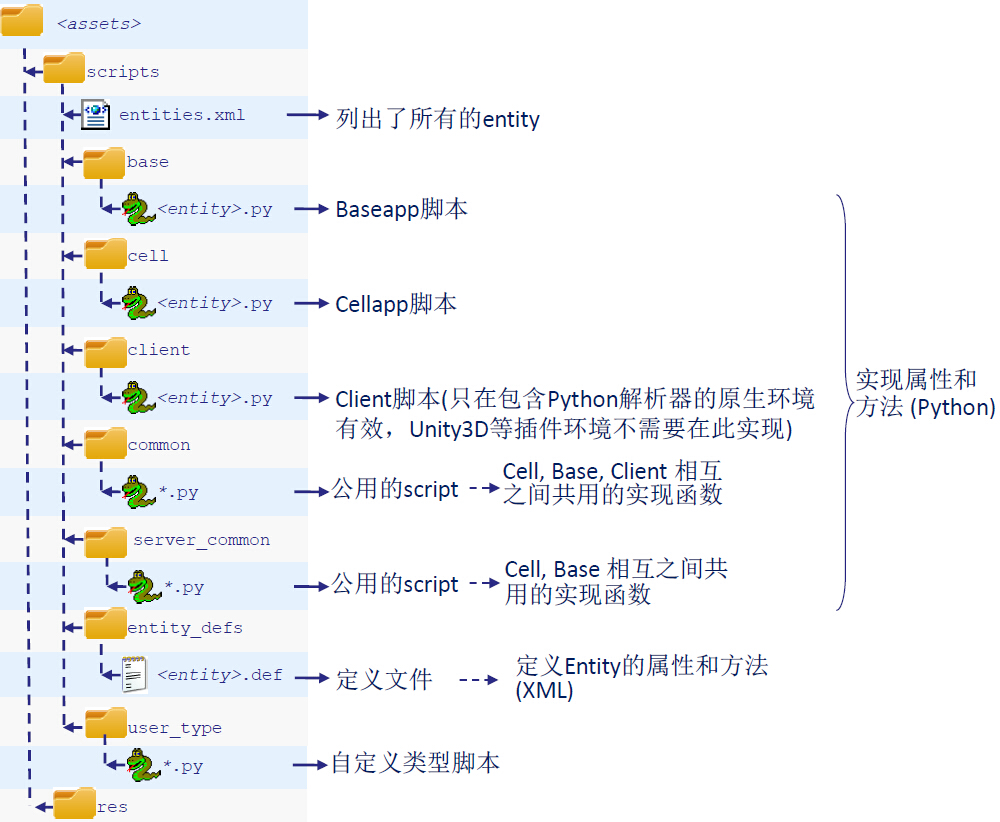 <assets>
scripts
entities.xml
列出了所有的entity
base
<entity>.py
Baseapp脚本
cell
<entity>.py
Cellapp脚本
client
<entity>.py
Client脚本(只在包含Python解析器的原生环境
有效，Unity3D等插件环境不需要在此实现)
实现属性和
方法 (Python)
common
*.py
公用的script
Cell, Base, Client 相互
之间共用的实现函数
server_common
*.py
公用的script
Cell, Base 相互之间共
用的实现函数
entity_defs
<entity>.def
定义文件
定义Entity的属性和方法
(XML)
user_type
*.py
自定义类型脚本
res